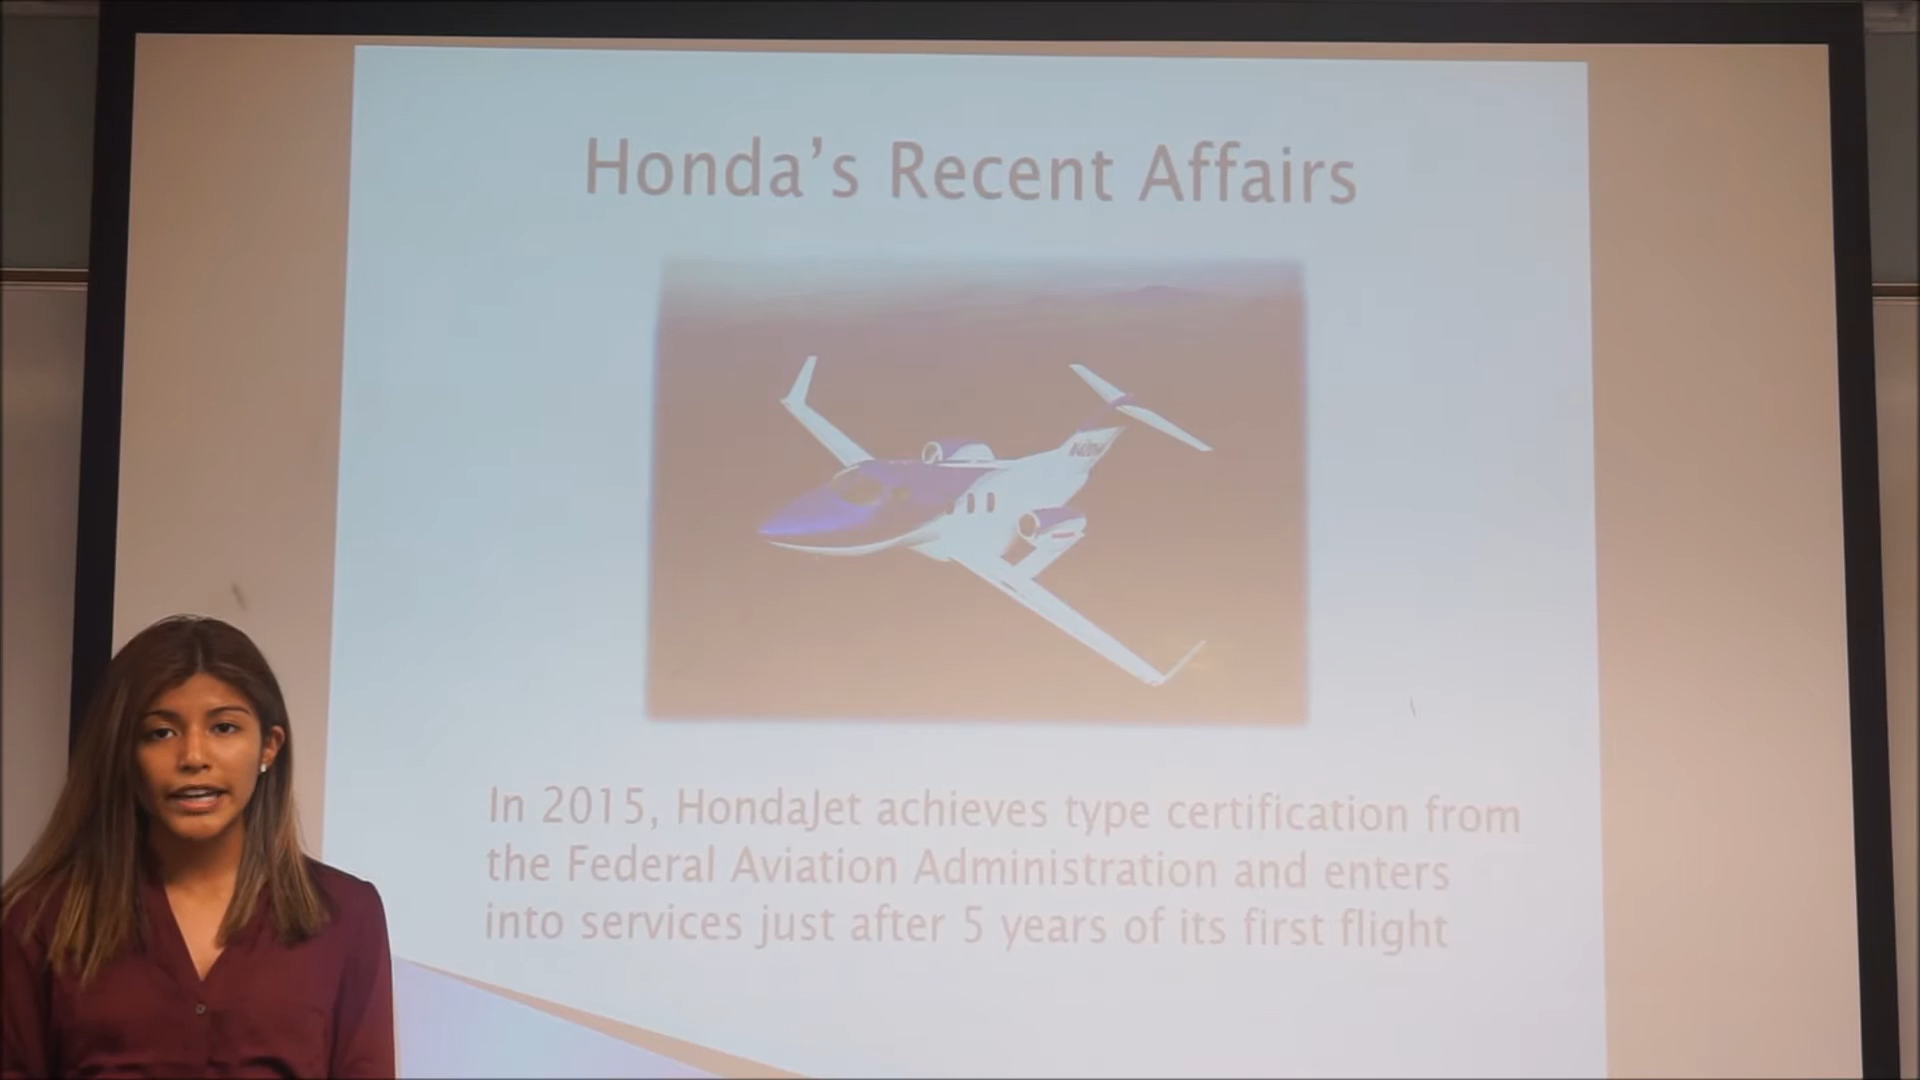 Honda's Recent Affairs
In 2015, HondaJet achieves type certification from
the Federal Aviation Administration and enters
into services just after 5 years of its first flight